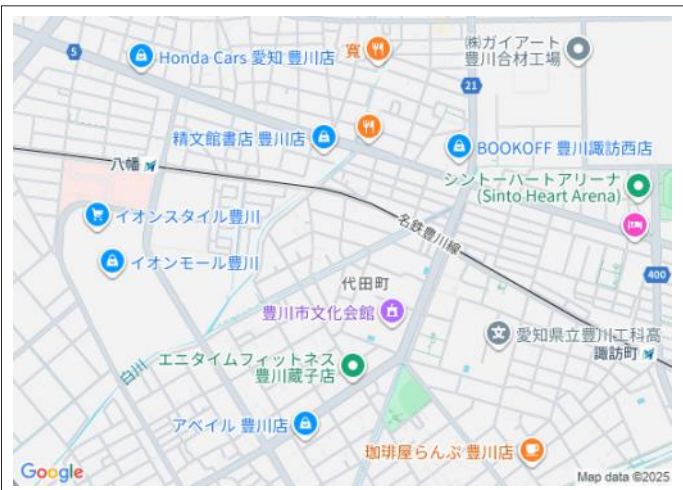 5
Honda Cars 愛知 豊川店
寛
㈱ガイアート
豊川合材工場
21
精文館書店 豊川店
BOOKOFF 豊川諏訪西店
八幡
シントーハートアリーナ
(Sinto Heart Arena)
イオンスタイル豊川
名鉄豊川線
イオンモール豊川
400
代田町
豊川市文化会館
愛知県立豊川工科高
諏訪町
エニタイムフィットネス
豊川蔵子店
白川
アベイル 豊川店
珈琲屋らんぷ 豊川店
Google
Map data ©2025